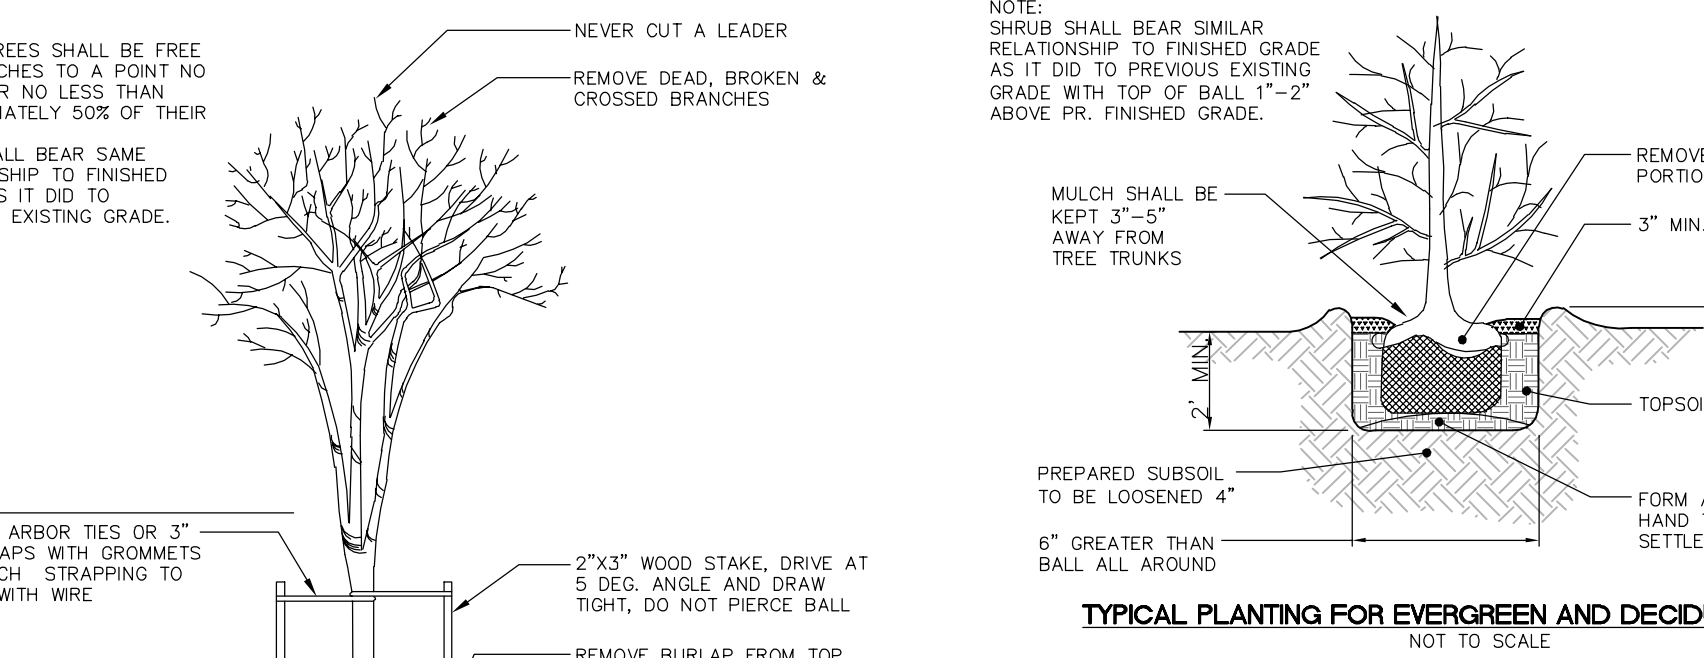 REES SHALL BE FREE
CHES TO A POINT NO
R NO LESS THAN
ATELY 50% OF THEIR
ALL BEAR SAME
SHIP TO FINISHED
S IT DID TO
EXISTING GRADE.
NEVER CUT A LEADER
REMOVE DEAD, BROKEN &
CROSSED BRANCHES
ARBOR TIES OR 3"
APS WITH GROMMETS
CH STRAPPING TO
WITH WIRE
2"X3" WOOD STAKE, DRIVE AT
5 DEG. ANGLE AND DRAW
TIGHT, DO NOT PIERCE BALL
REMOVE BURLAP FROM TOP
NOTE:
SHRUB SHALL BEAR SIMILAR
RELATIONSHIP TO FINISHED GRADE
AS IT DID TO PREVIOUS EXISTING
GRADE WITH TOP OF BALL 1"-2"
ABOVE PR. FINISHED GRADE.
MULCH SHALL BE
KEPT 3"-5"
AWAY FROM
TREE TRUNKS
REMOVE
PORTIO
3" MIN.
2' MIN.
TOPSOI
PREPARED SUBSOIL
TO BE LOOSENED 4"
FORM A
HAND T
SETTLE
6" GREATER THAN
BALL ALL AROUND
TYPICAL PLANTING FOR EVERGREEN AND DECID
NOT TO SCALE